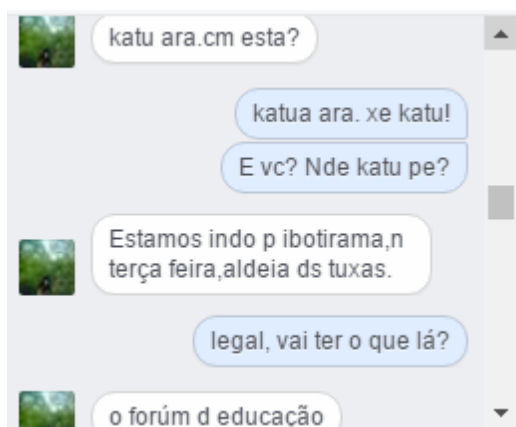 katu ara.cm esta?
katua ara. xe katu!
E vc? Nde katu pe?
Estamos indo p ibotirama,n
terça feira,aldeia ds tuxas.
legal, vai ter o que lá?
o forúm d educação